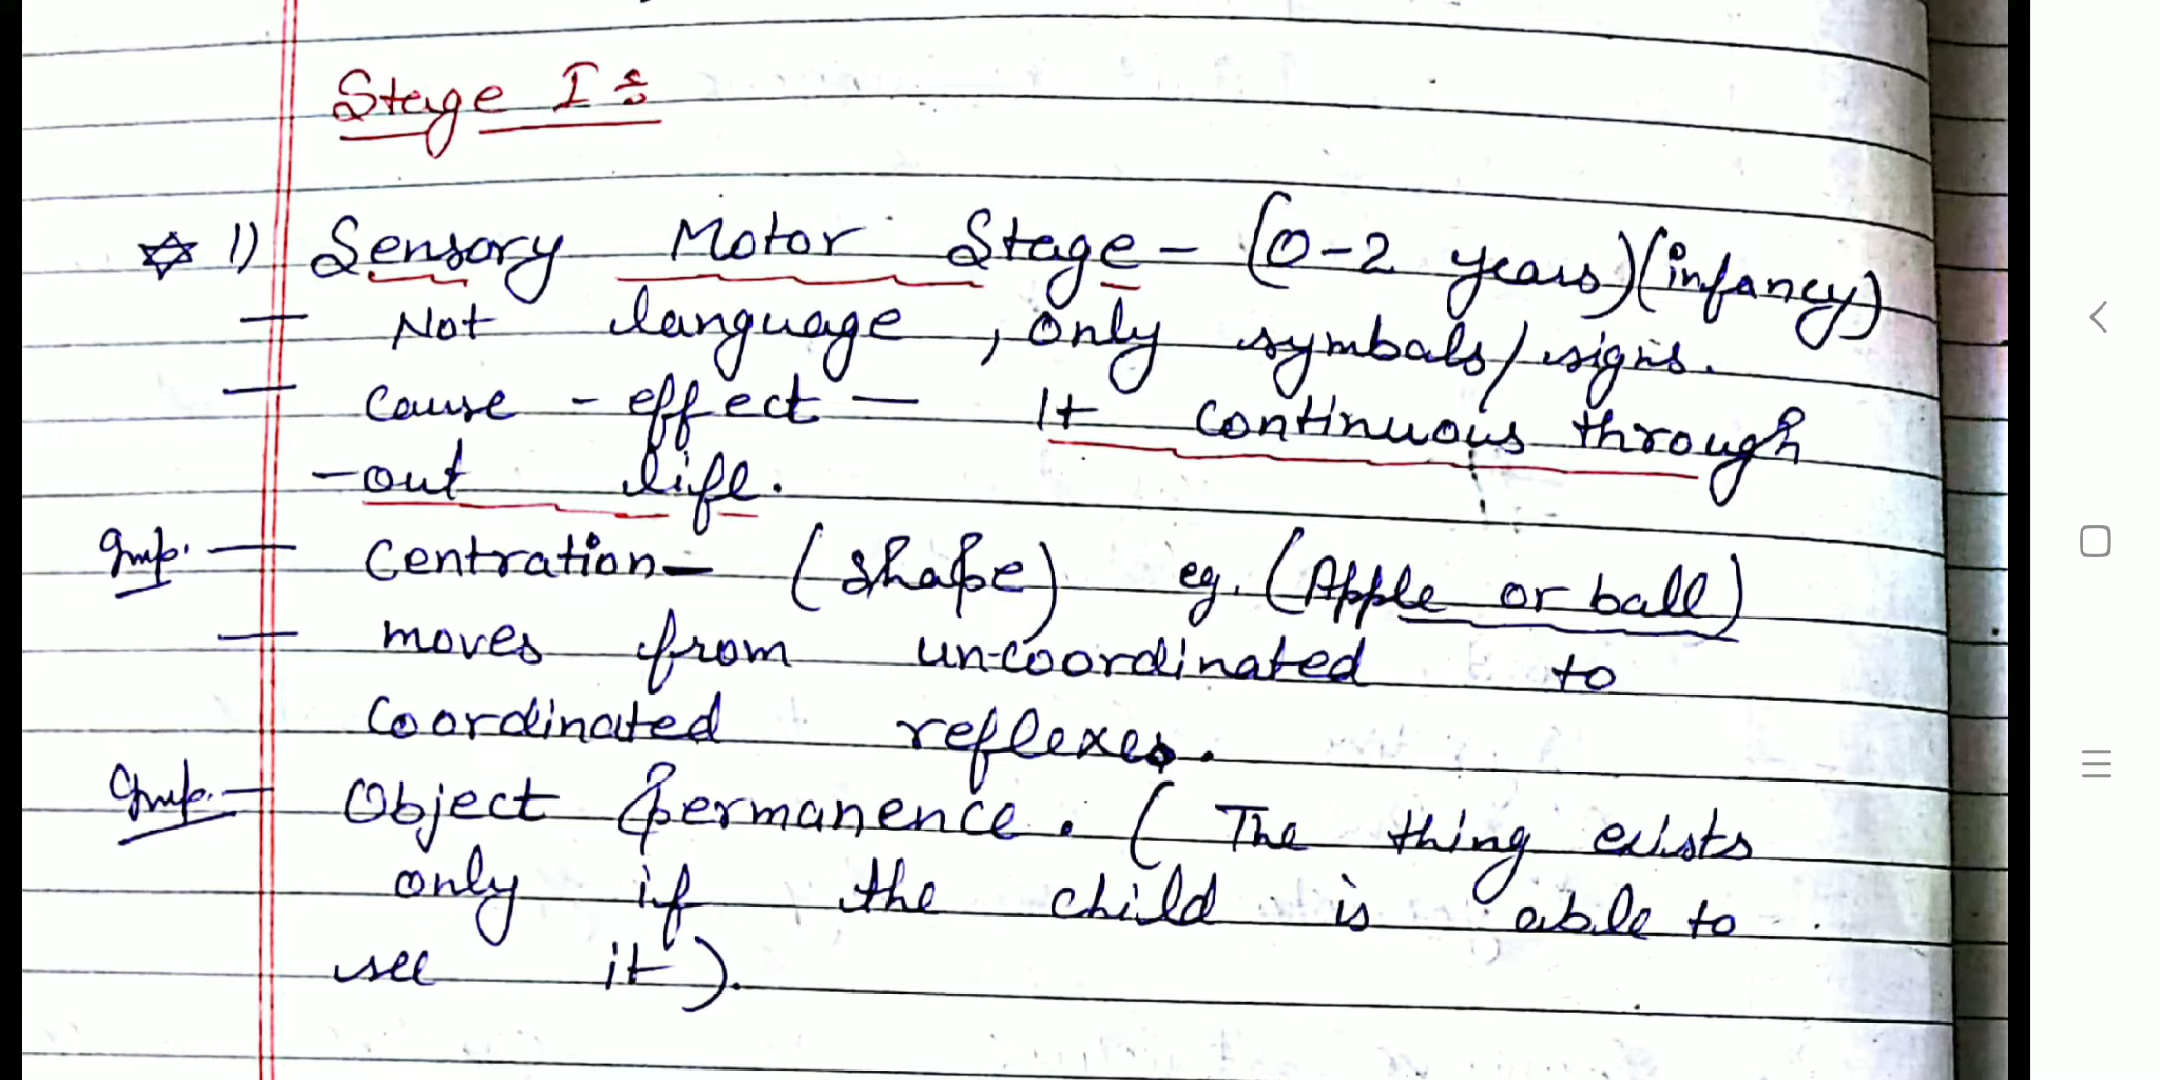 Stage I :
☆ 1) Sensory Motor Stage - (0-2 years) (infancy)
- Not language, only symbols/signs.
- Cause - effect - It continuous through
-out life.
Imp. - Centration - (shape) eg. (Apple or ball)
- moves from un-coordinated to
coordinated reflexes.
Imp. - Object permanence. ( The thing exists
only if the child is able to
see it).